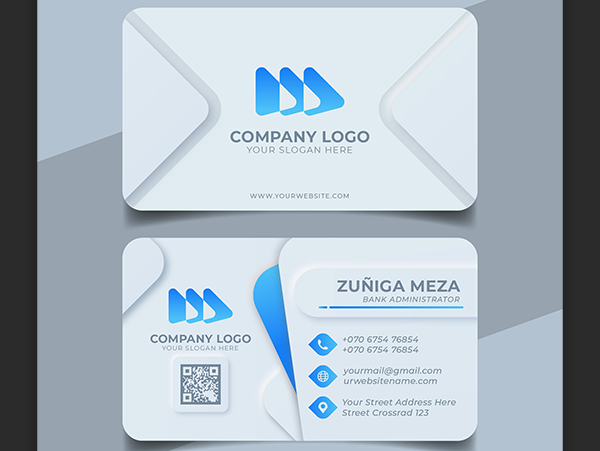 COMPANY LOGO
YOUR SLOGAN HERE
WWW.YOURWEBSITE.COM
COMPANY LOGO
YOUR SLOGAN HERE
ZUÑIGA MEZA
BANK ADMINISTRATOR
+070 6754 76854
+070 6754 76854
yourmail@gmail.com
urwebsitename.com
Your Street Address Here
Street Crossrad 123